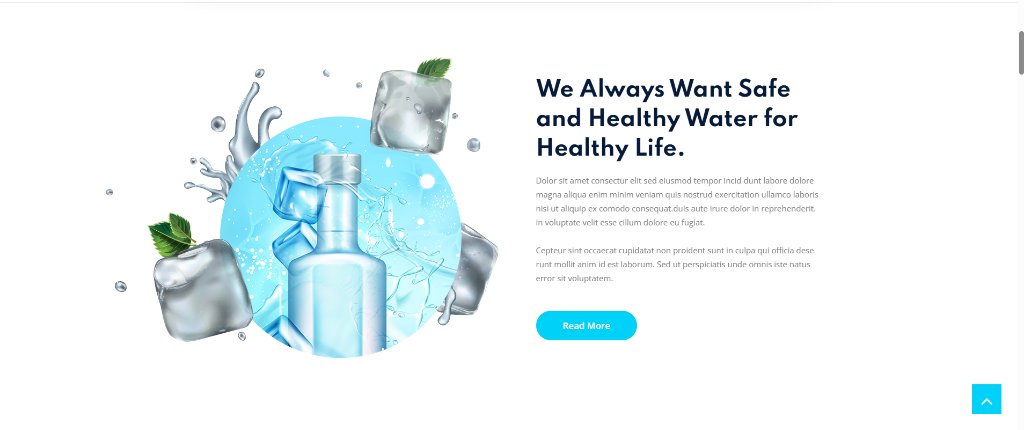 We Always Want Safe
and Healthy Water for
Healthy Life.
Dolor sit amet consectur elit sed eiusmod tempor incid dunt labore dolore
magna aliqua enim minim veniam quis nostrud exercitation ullamco laboris
nisi ut aliquip ex comodo consequat.duis aute irure dolor in reprehenderit.
in voluptate velit esse cillum dolore eu fugiat.
Cepteur sint occaecat cupidatat non proident sunt in culpa qui officia dese
runt mollit anim id est laborum. Sed ut perspiciatis unde omnis iste natus
error sit voluptatem.
Read More